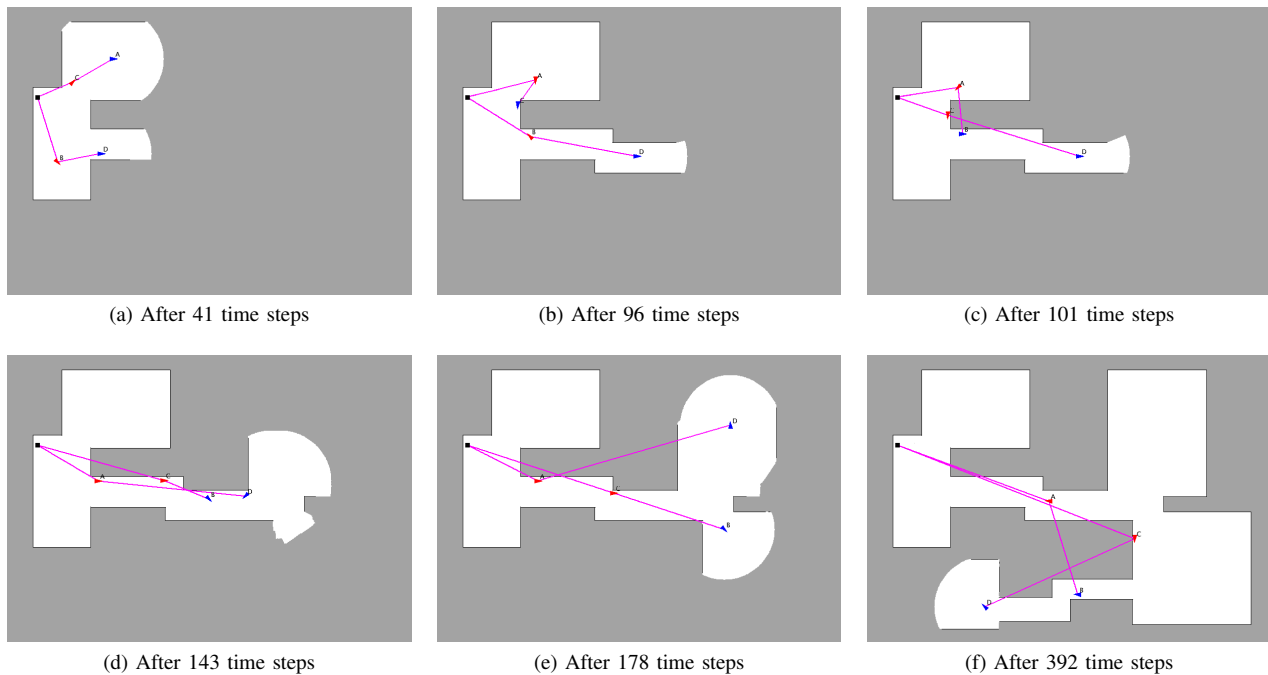 A
C
B
D
A
C
B
D
A
C
B
D
(a) After 41 time steps
(b) After 96 time steps
(c) After 101 time steps
A
C
B
D
D
A
C
B
A
C
B
D
(d) After 143 time steps
(e) After 178 time steps
(f) After 392 time steps